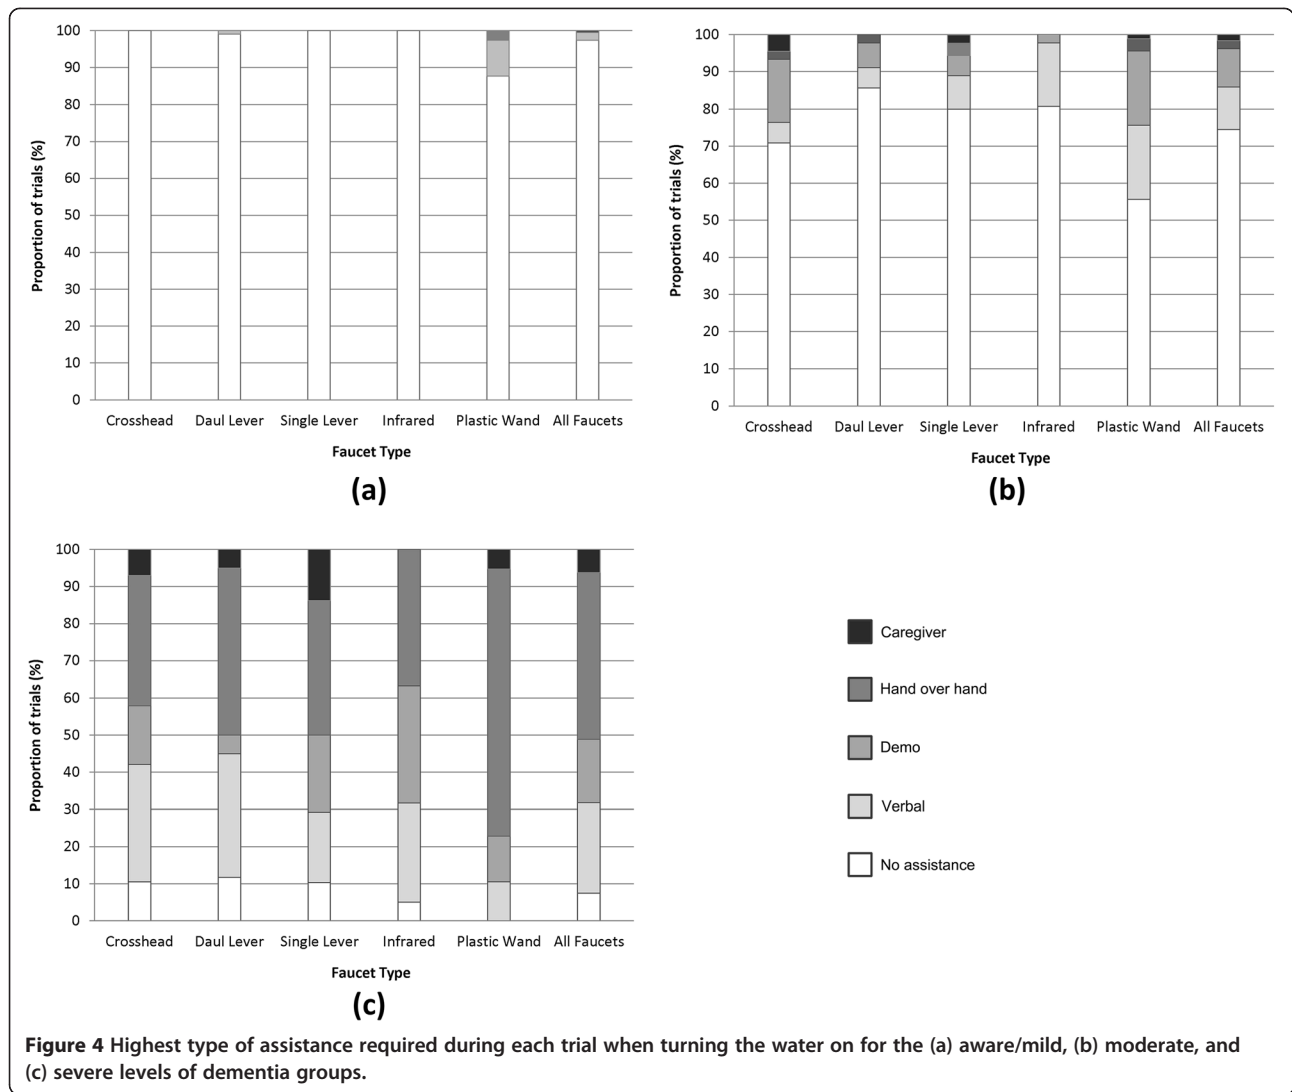 100
90
80
70
60
50
40
30
20
10
0
Proportion of trials (%)
Crosshead Daul Lever Single Lever Infrared Plastic Wand All Faucets
Faucet Type
(a)
100
90
80
70
60
50
40
30
20
10
0
Proportion of trials (%)
Crosshead Daul Lever Single Lever Infrared Plastic Wand All Faucets
Faucet Type
(b)
100
90
80
70
60
50
40
30
20
10
0
Proportion of trials (%)
Crosshead Daul Lever Single Lever Infrared Plastic Wand All Faucets
Faucet Type
(c)
Caregiver
Hand over hand
Demo
Verbal
No assistance
Figure 4 Highest type of assistance required during each trial when turning the water on for the (a) aware/mild, (b) moderate, and
(c) severe levels of dementia groups.